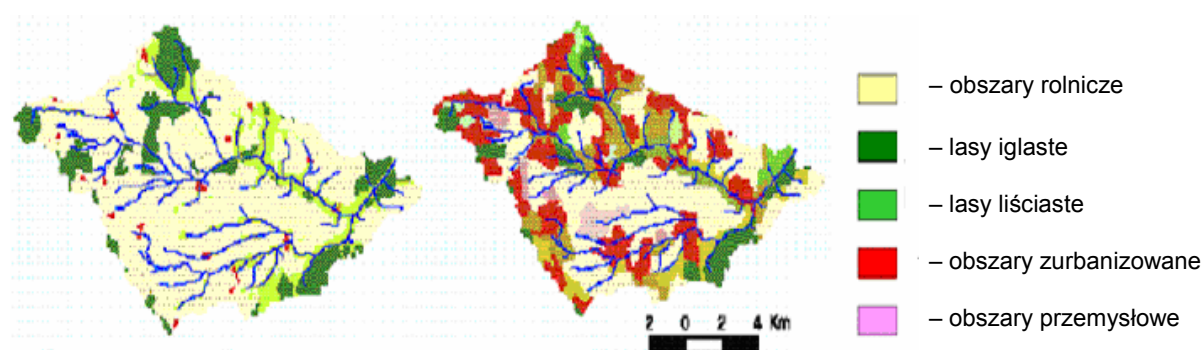 – obszary rolnicze
– lasy iglaste
– lasy liściaste
– obszary zurbanizowane
– obszary przemysłowe
2 0 2 4 Km